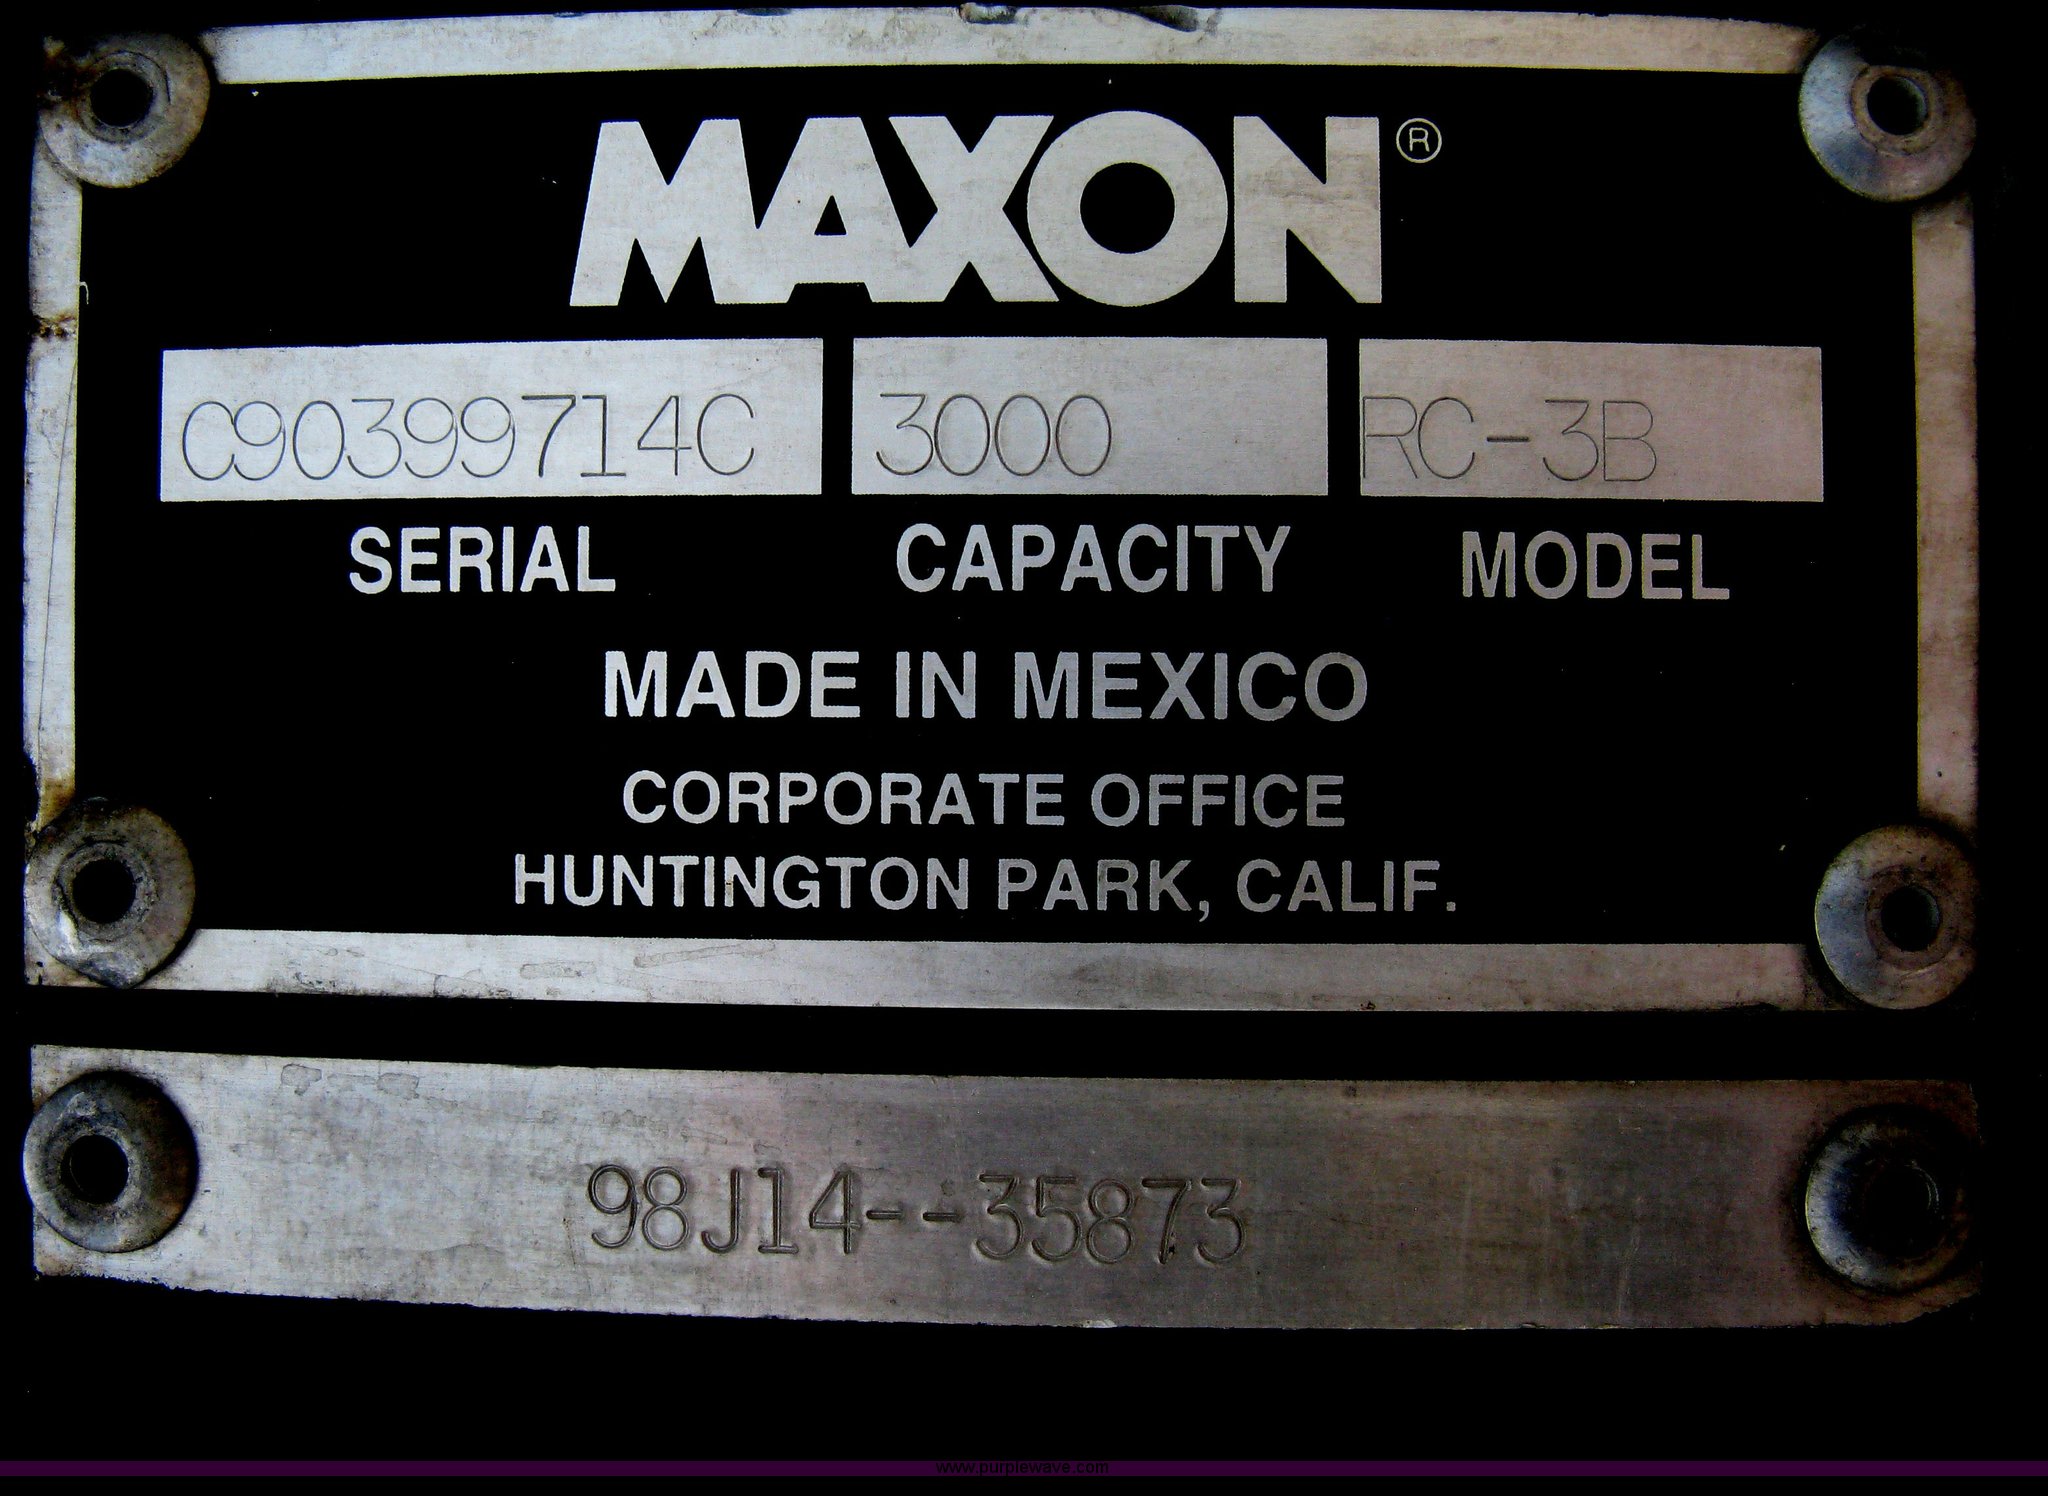 MAXON®
C90399714C 3000 RC-3B
SERIAL CAPACITY MODEL
MADE IN MEXICO
CORPORATE OFFICE
HUNTINGTON PARK, CALIF.
98J14--35873
www.purplewave.com